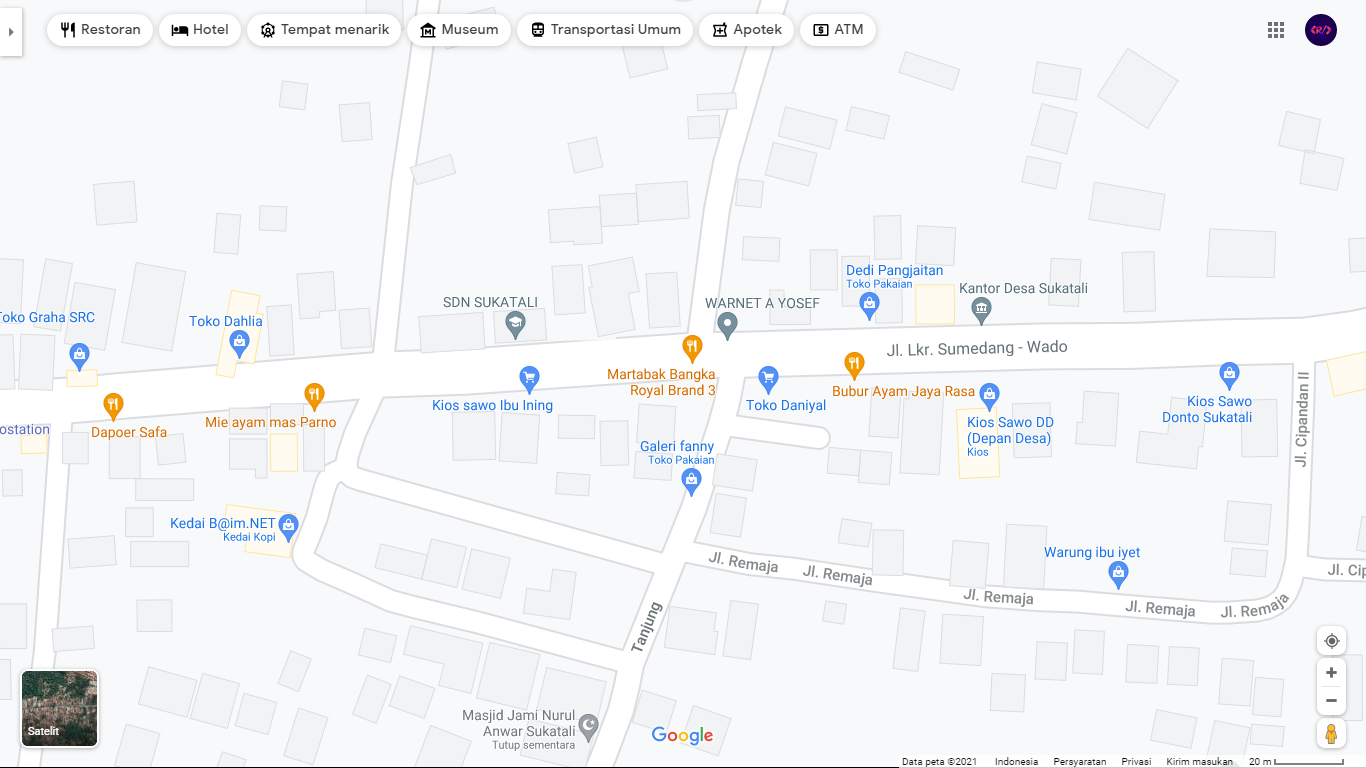 Restoran
Hotel
Tempat menarik
Museum
Transportasi Umum
Apotek
ATM
<R/>
Dedi Pangjaitan
Toko Pakaian
Kantor Desa Sukatali
SDN SUKATALI
WARNET A YOSEF
Toko Graha SRC
Toko Dahlia
Jl. Lkr. Sumedang - Wado
Martabak Bangka
Royal Brand 3
Bubur Ayam Jaya Rasa
Kios sawo Ibu Ining
Toko Daniyal
Kios Sawo
Donto Sukatali
Jl. Cipandan II
Mie ayam mas Parno
Dapoer Safa
ostation
Kios Sawo DD
(Depan Desa)
Kios
Galeri fanny
Toko Pakaian
Kedai B@im.NET
Kedai Kopi
Warung ibu iyet
Jl. Remaja
Jl. Remaja
Jl. Remaja
Jl. Remaja
Jl. Remaja
Jl. Cip
Tanjung
Masjid Jami Nurul
Anwar Sukatali
Tutup sementara
Satelit
Google
Data peta ©2021 Indonesia Persyaratan Privasi Kirim masukan 20 m